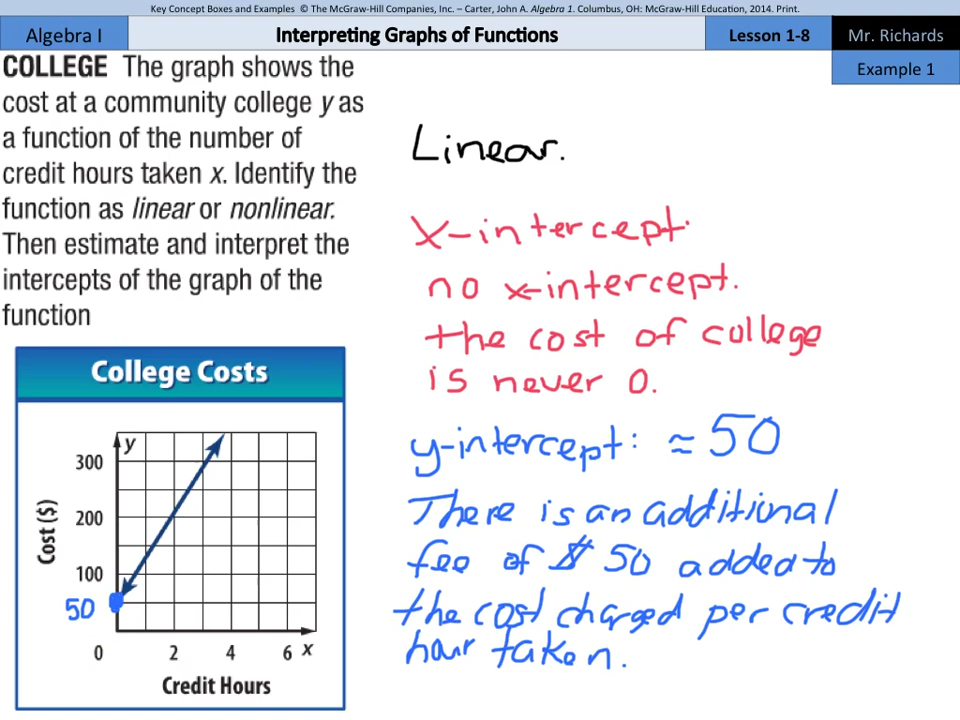 Key Concept Boxes and Examples © The McGraw-Hill Companies, Inc. – Carter, John A. Algebra 1. Columbus, OH: McGraw-Hill Education, 2014. Print.
Algebra I
Interpreting Graphs of Functions
Lesson 1-8
Mr. Richards
Example 1
COLLEGE The graph shows the
cost at a community college y as
a function of the number of
credit hours taken x. Identify the
function as linear or nonlinear.
Then estimate and interpret the
intercepts of the graph of the
function
Linear.
x-intercept:
no x-intercept.
the cost of college
is never 0.
y-intercept: ≈ 50
There is an additional
fee of $ 50 added to
the cost charged per credit
hour taken.
College Costs
y
300
200
100
50
0
2
4
6
x
Cost ($)
Credit Hours